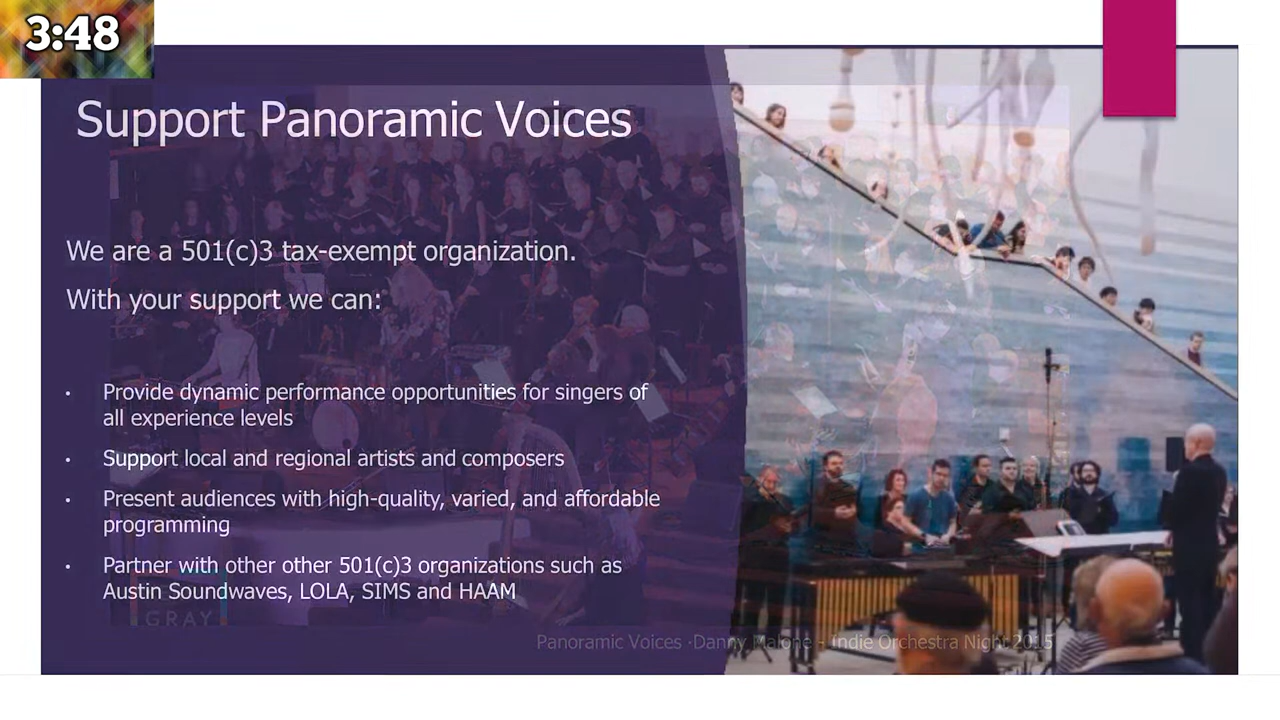 3:48
Support Panoramic Voices
We are a 501(c)3 tax-exempt organization.
With your support we can:
• Provide dynamic performance opportunities for singers of
all experience levels
• Support local and regional artists and composers
• Present audiences with high-quality, varied, and affordable
programming
• Partner with other other 501(c)3 organizations such as
Austin Soundwaves, LOLA, SIMS and HAAM
GRAY
Panoramic Voices -Danny Malone - Indie Orchestra Night 2015